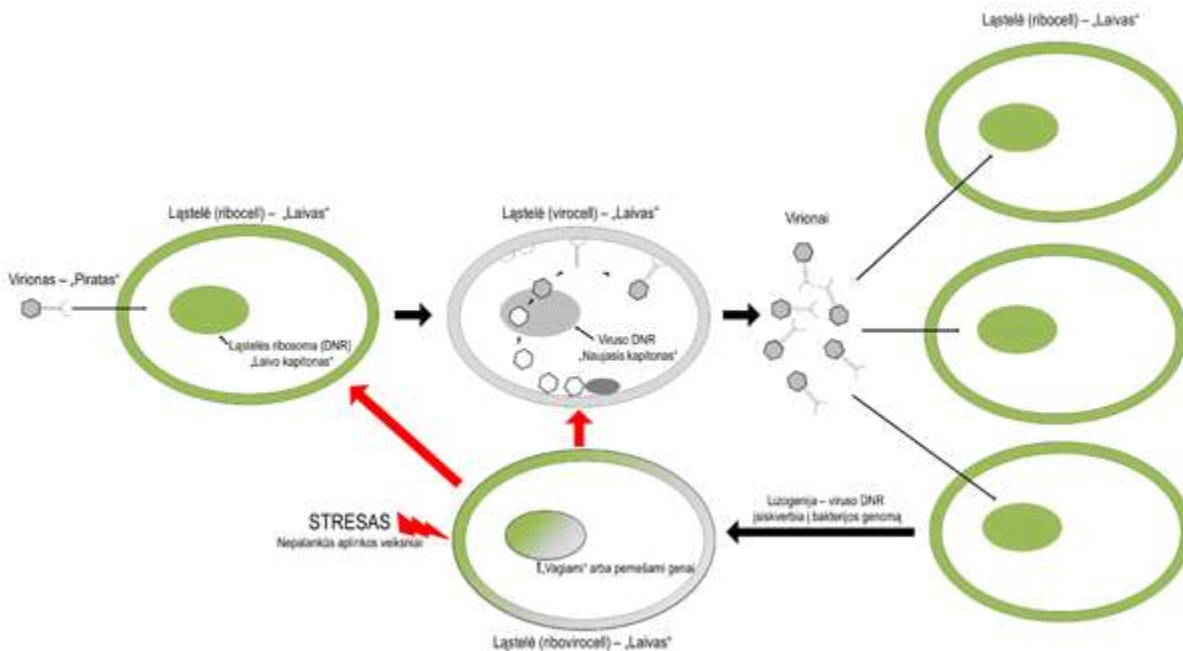 Ląstelė (ribocell) – „Laivas“
Ląstelė (ribocell) – „Laivas“
Ląstelė (virocell) – „Laivas“
Virionai
Virionas – „Piratas“
Ląstelės ribosoma (DNR)
„Laivo kapitonas“
Viruso DNR
„Naujasis kapitonas“
Lizogenija – viruso DNR
įsiskverbia į bakterijos genomą
STRESAS
Nepalankūs aplinkos veiksniai
„Vagiami“ arba pernešami genai
Ląstelė (ribovirocell) – „Laivas“